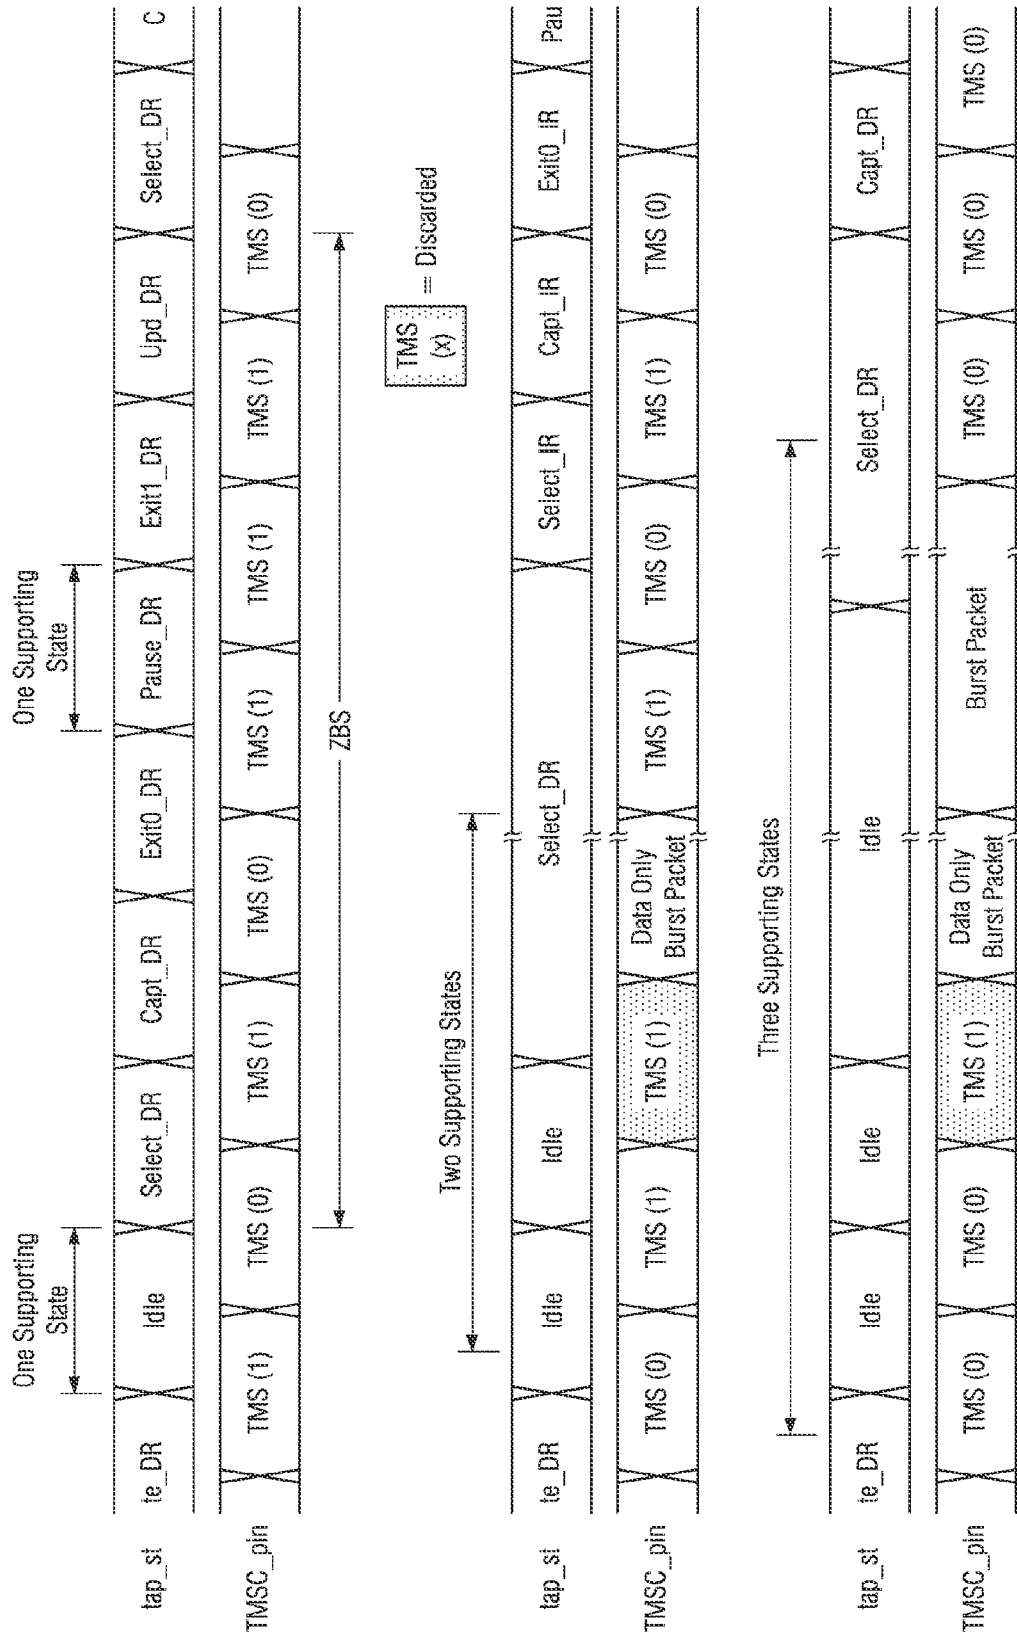 One Supporting
State
One Supporting
State
tap_st te_DR Idle Select_DR Capt_DR Exit0_DR Pause_DR Exit1_DR Upd_DR Select_DR C
TMSC_pin TMS (1) TMS (0) TMS (1) TMS (0) TMS (1) TMS (1) TMS (1) TMS (0)
ZBS
TMS
(x)
= Discarded
Two Supporting States
tap_st te_DR Idle Idle Select_DR Select_IR Capt_IR Exit0_IR Pau
TMSC_pin TMS (0) TMS (1) TMS (1) Data Only
Burst Packet
TMS (1) TMS (0) TMS (1) TMS (0)
Three Supporting States
tap_st te_DR Idle Idle Idle Select_DR Capt_DR
TMSC_pin TMS (0) TMS (0) TMS (1) Data Only
Burst Packet
Burst Packet TMS (0) TMS (0) TMS (0)